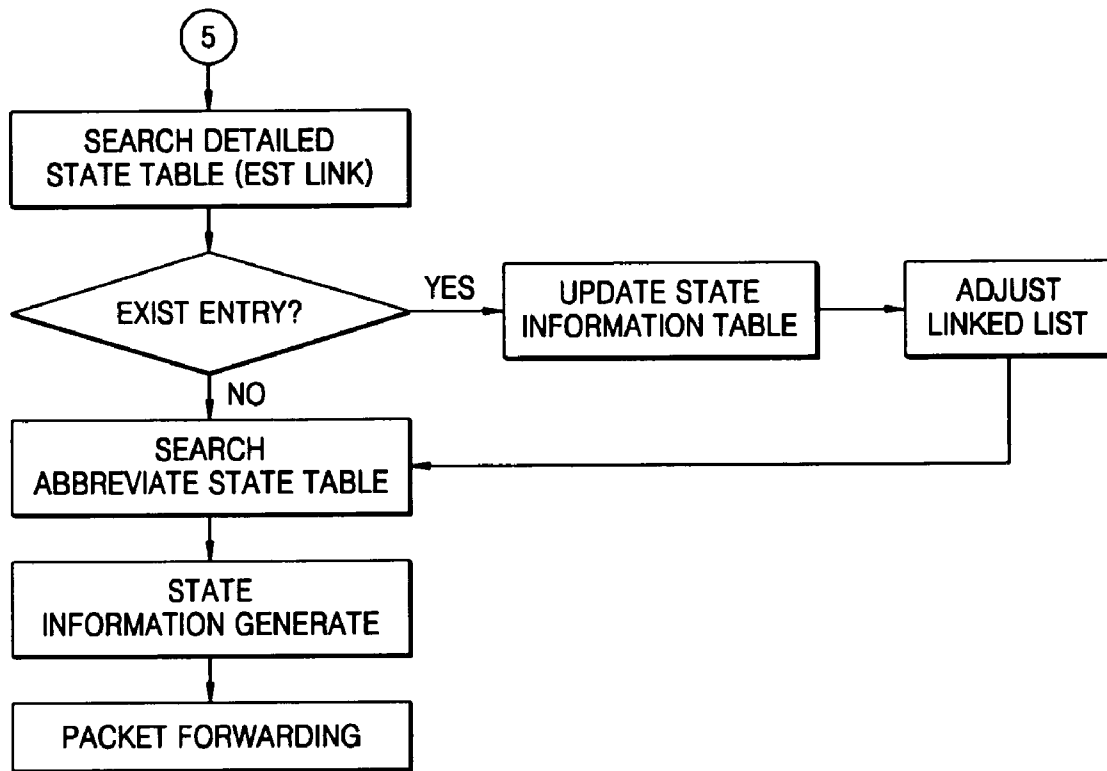 5
SEARCH DETAILED
STATE TABLE (EST LINK)
EXIST ENTRY?
YES
UPDATE STATE
INFORMATION TABLE
ADJUST
LINKED LIST
NO
SEARCH
ABBREVIATE STATE TABLE
STATE
INFORMATION GENERATE
PACKET FORWARDING